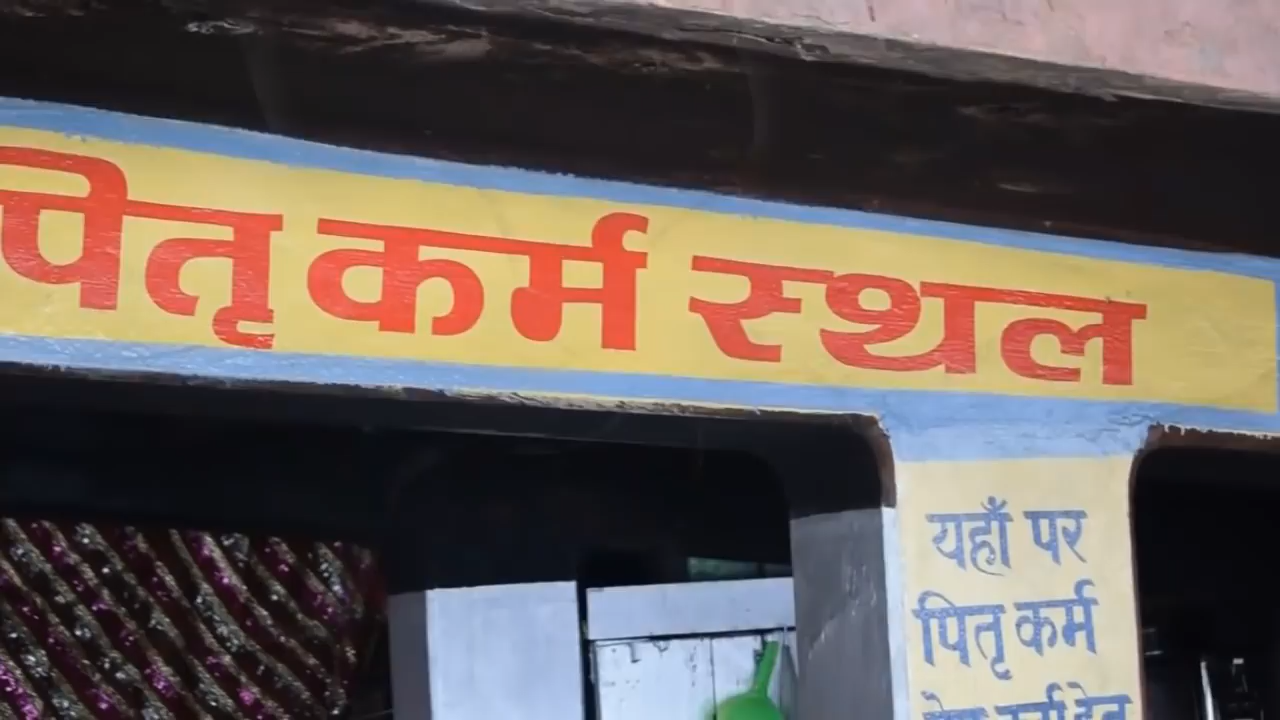 पितृ कर्म स्थल
यहाँ पर
पितृ कर्म